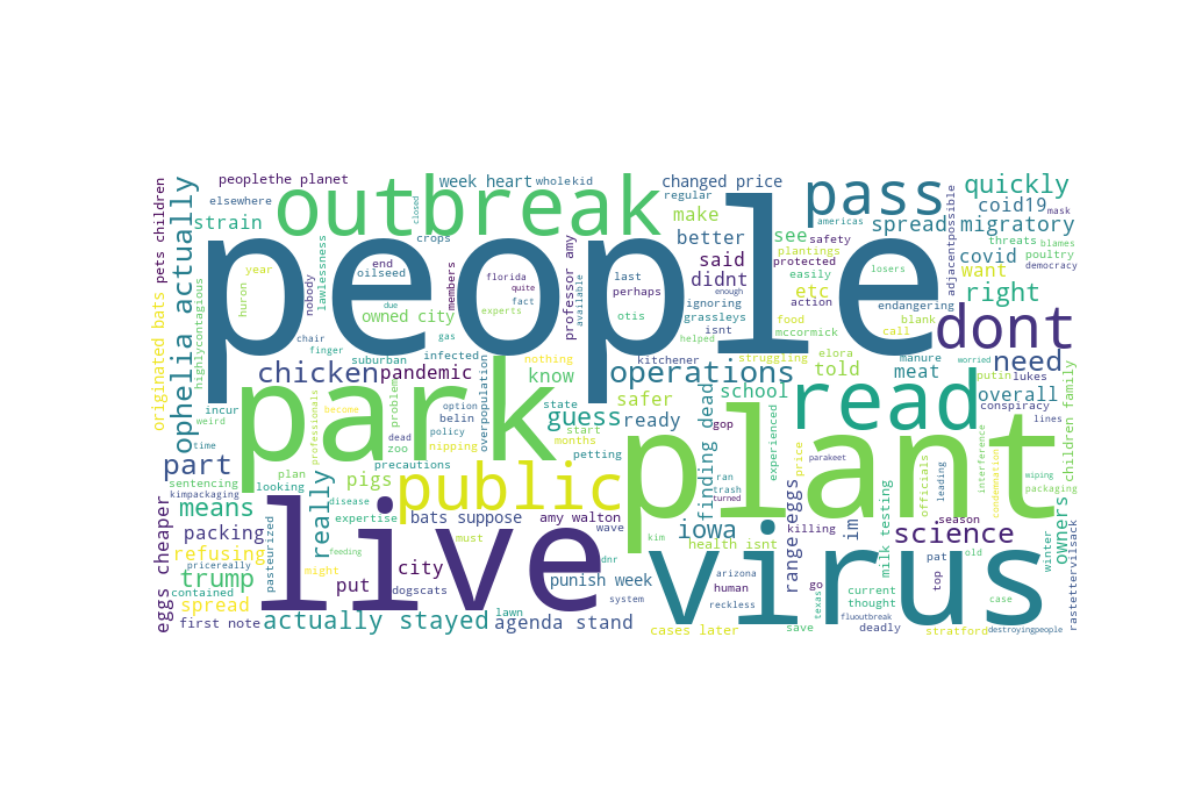 peoplethe planet
week heart
wholekid
changed price
pass
quickly
elsewhere
outbreak
closed
regular
americas
coid19
mask
strain
make
see
safety
spread
migratory
pets children
ophelia actually
people
better
plantings
threats
blames
crops
said
protected
covid
poultry
year
end
oilseed
members
florida
quite
fact
experts
professor amy
last
perhaps
didnt
ignoring
easily
losers
want
democracy
adjacentpossible
huron
nobody
lawlessness
due
available
enough
grassleys
etc
action
endangering
right
originated bats
highlycontagious
owned city
otis
isnt
food
blank
dont
chair
gas
helped
mccormick
call
finger
suburban
infected
nothing
kitchener
struggling
elora
manure
worried
chicken
pandemic
overpopulation
know
operations
told
meat
need
putin
lukes
park
problem
state
safer
school
read
overall
incur
weird
professionals
become
option
belin
guess
ready
finding dead
gop
plant
conspiracy
lines
time
zoo
dead
policy
nipping
start
months
experienced
price
parakeet
children family
part
precautions
petting
sentencing
plan
public
ran
trash
turned
officials
leading
interference
condemnation
wiping
packaging
kimpackaging
looking
pigs
means
really
live
disease
expertise
bats suppose
amy walton
wave
iowa
range eggs
killing
im
milk testing
science
season
owners
eggs cheaper
packing
pricereally
pasteurized
feeding
must
kim
health isnt
virus
old
winter
refusing
might
city
dnr
pat
trump
put
dogscats
punish week
arizona
human
go
top
contained
system
reckless
texas
current
thought
case
rastettervilsack
spread
lawn
save
fluoutbreak
first note
actually stayed
agenda stand
cases later
deadly
stratford
destroyingpeople